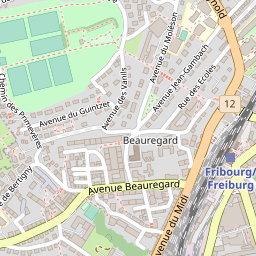 Avenue du Moléson
Avenue Jean-Gambach
Rue des Écoles
Avenue des Vanils
Avenue du Guintzet
Chemin des Primevères
12
Beauregard
Fribourg/
Freiburg
Avenue Beauregard
de Bertigny
Avenue du Midi